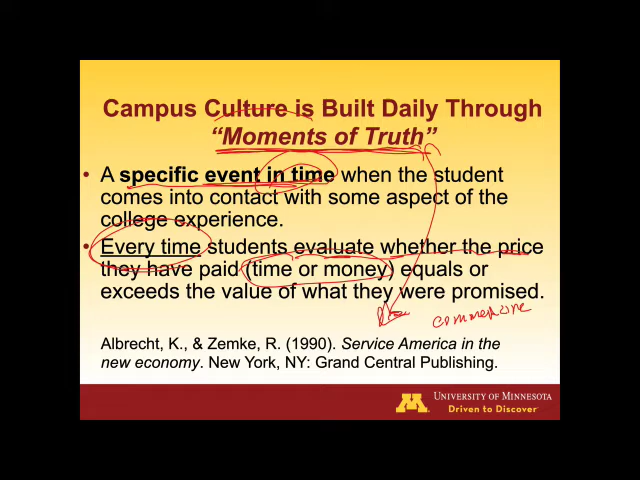 Campus Culture is Built Daily Through
“Moments of Truth”
• A specific event in time when the student
comes into contact with some aspect of the
college experience.
• Every time students evaluate whether the price
they have paid (time or money) equals or
exceeds the value of what they were promised.
Albrecht, K., & Zemke, R. (1990). Service America in the
new economy. New York, NY: Grand Central Publishing.
M
UNIVERSITY OF MINNESOTA
Driven to Discover